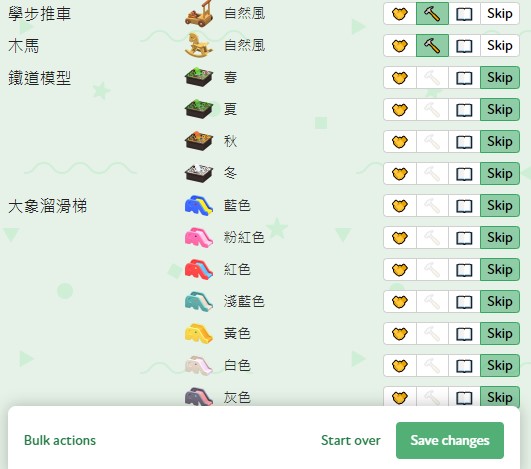 學步推車 自然風 Skip
木馬 自然風 Skip
鐵道模型 春 Skip
夏 Skip
秋 Skip
冬 Skip
大象溜滑梯 藍色 Skip
粉紅色 Skip
紅色 Skip
淺藍色 Skip
黃色 Skip
白色 Skip
灰色 Skip
Bulk actions Start over Save changes